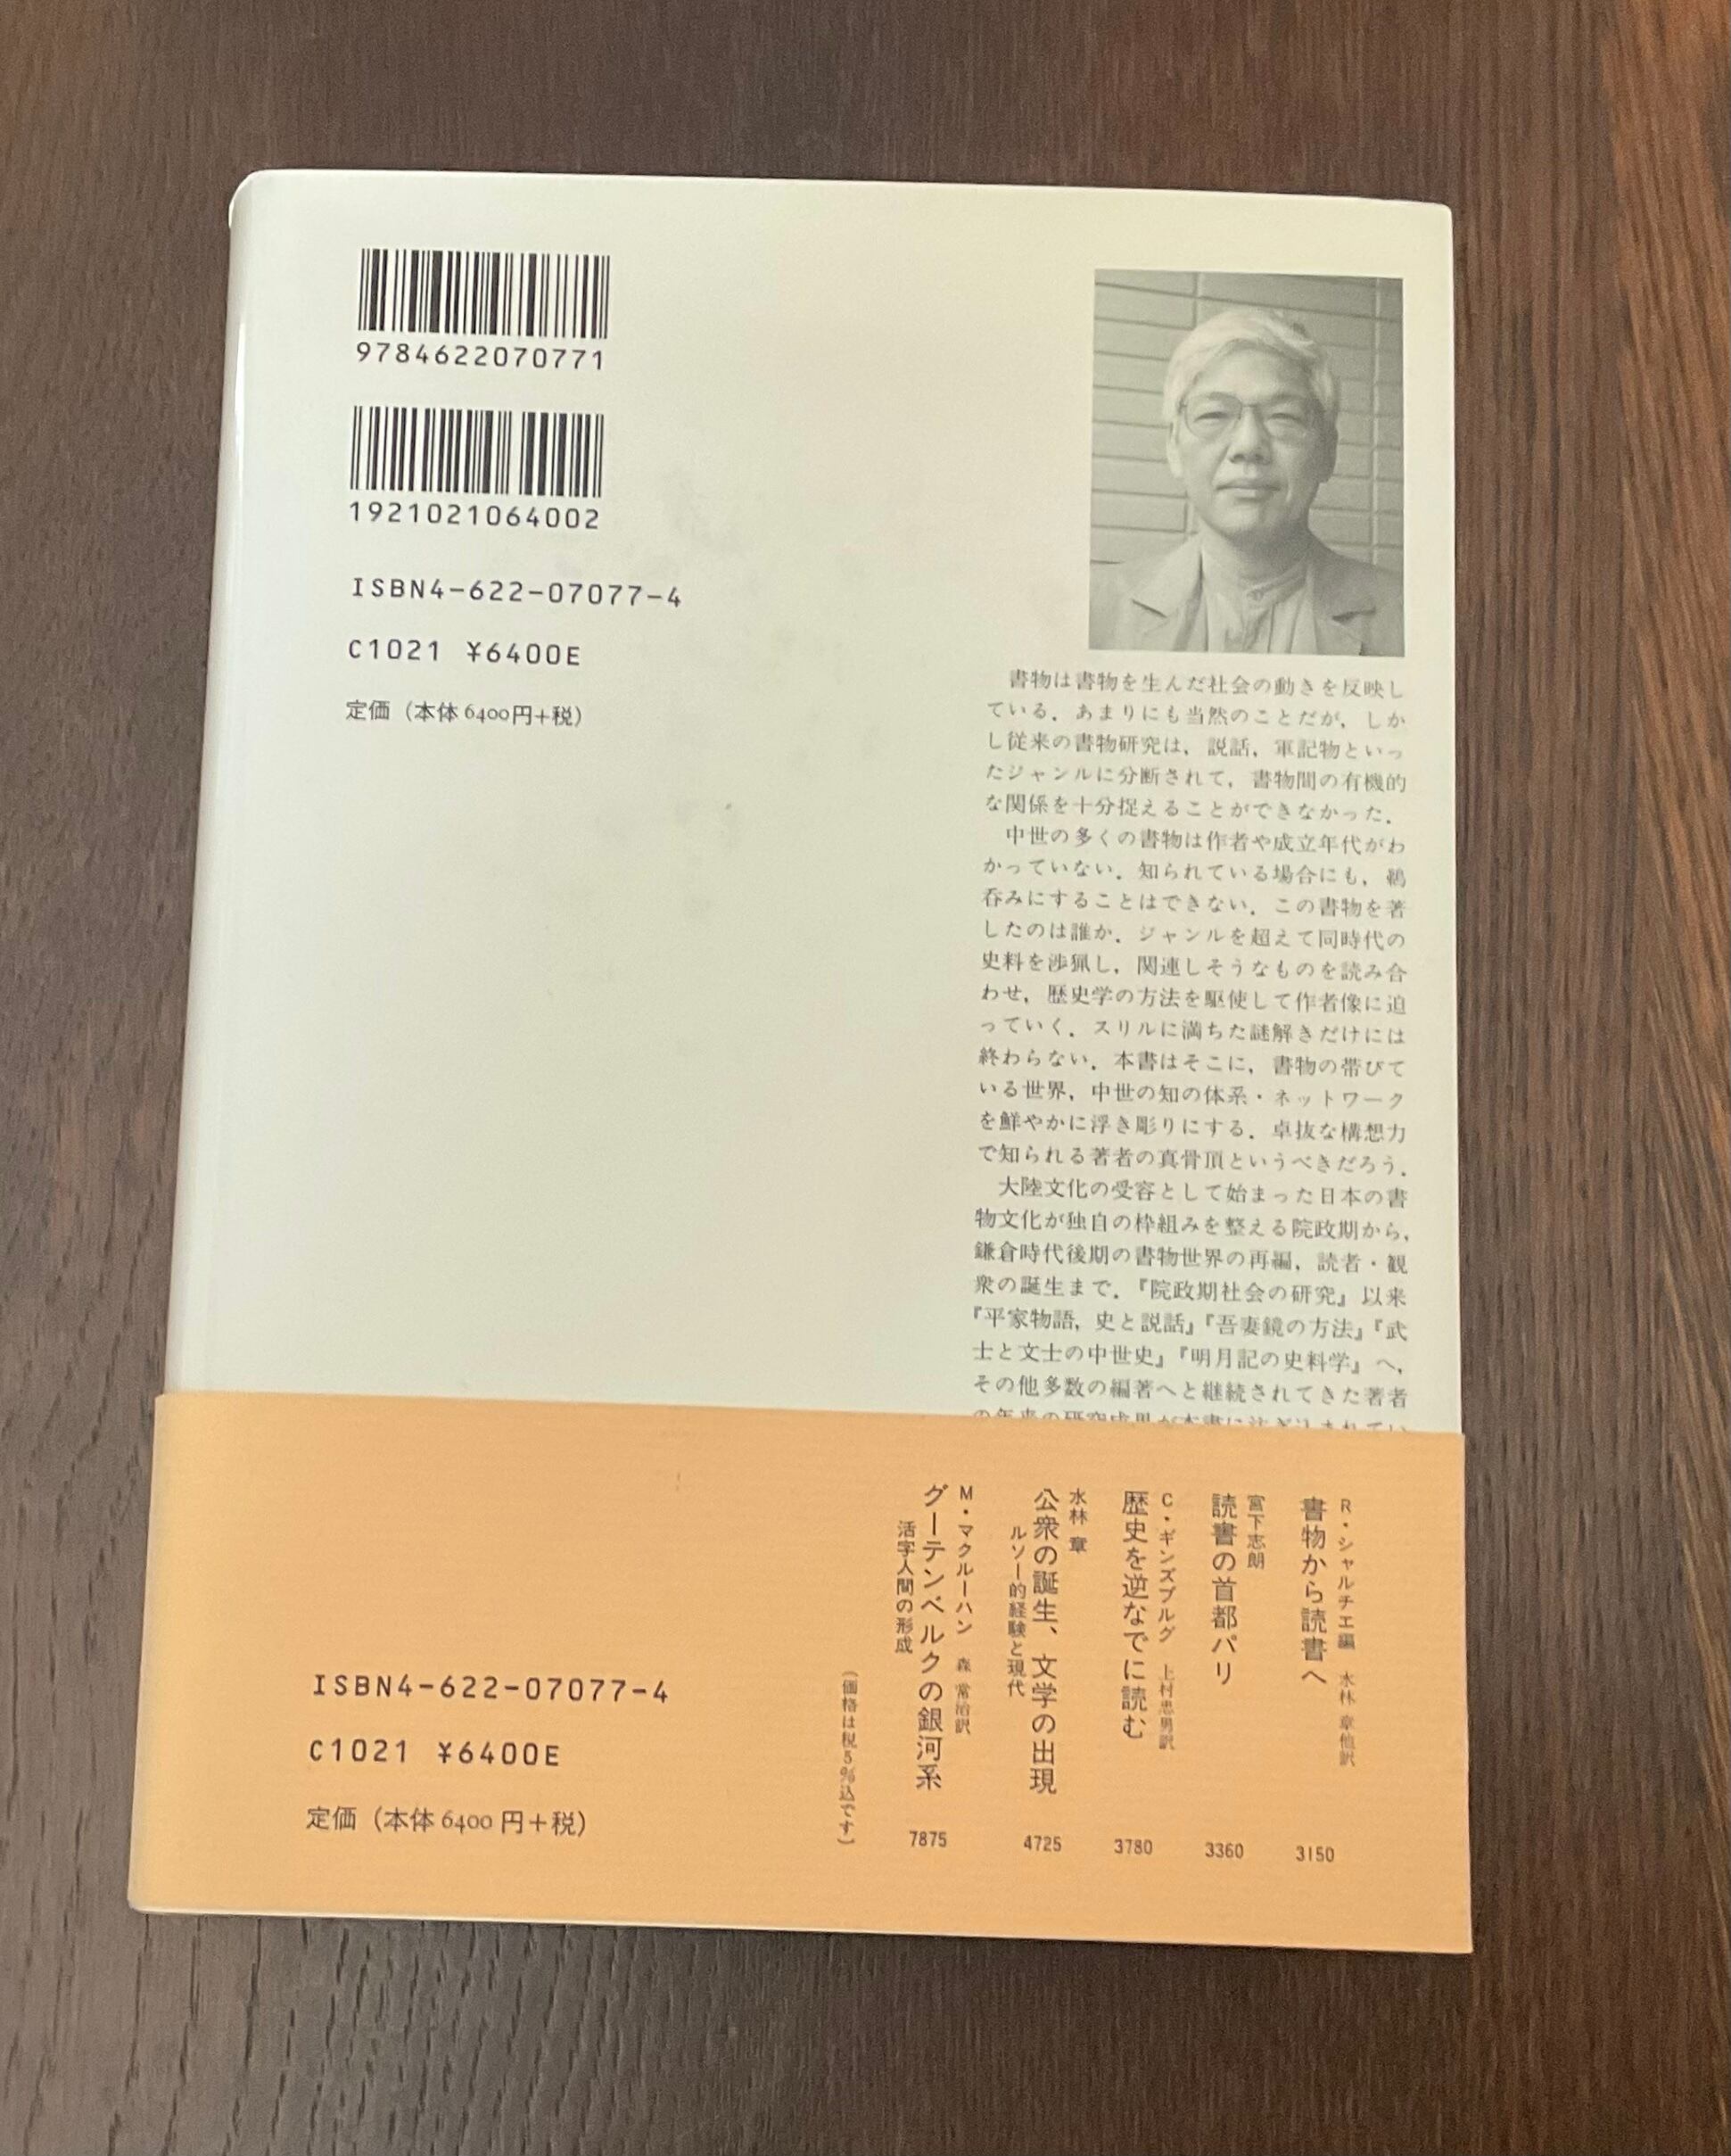 9784622070771
1921021064002
ISBN4-622-07077-4
C1021 ¥6400E
定価（本体6400円+税）
書物は書物を生んだ社会の動きを反映し
ている．あまりにも当然のことだが，しか
し従来の書物研究は，説話，軍記物といっ
たジャンルに分断されて，書物間の有機的
な関係を十分捉えることができなかった．
中世の多くの書物は作者や成立年代がわ
かっていない．知られている場合にも，鵜
呑みにすることはできない．この書物を著
したのは誰か．ジャンルを超えて同時代の
史料を渉猟し，関連しそうなものを読み合
わせ，歴史学の方法を駆使して作者像に迫
っていく．スリルに満ちた謎解きだけには
終わらない．本書はそこに，書物の帯びて
いる世界，中世の知の体系・ネットワーク
を鮮やかに浮き彫りにする．卓抜な構想力
で知られる著者の真骨頂というべきだろう．
大陸文化の受容として始まった日本の書
物文化が独自の枠組みを整える院政期から，
鎌倉時代後期の書物世界の再編，読者・観
衆の誕生まで．『院政期社会の研究』以来
『平家物語，史と説話』『吾妻鏡の方法』『武
士と文士の中世史』『明月記の史料学』へ，
その他多数の編著へと継続されてきた著者
の年来の研究成果が本書に注ぎ込まれてい
R・シャルチエ編 水林 章他訳
書物から読書へ 3150
宮下志朗
読書の首都パリ 3360
C・ギンズブルグ 上村忠男訳
歴史を逆なでに読む 3780
水林 章
公衆の誕生、文学の出現 4725
ルソー的経験と現代
M・マクルーハン 森 常治訳
グーテンベルクの銀河系 7875
活字人間の形成
（価格は税5％込です）
ISBN4-622-07077-4
C1021 ¥6400E
定価（本体6400円＋税）